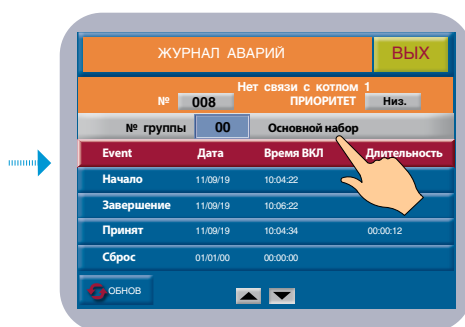 ЖУРНАЛ АВАРИЙ ВЫХ
Нет связи с котлом 1
№ 008 ПРИОРИТЕТ Низ.
№ группы 00 Основной набор
Event Дата Время ВКЛ Длительность
Начало 11/09/19 10:04:22
Завершение 11/09/19 10:06:22
Принят 11/09/19 10:04:34 00:00:12
Сброс 01/01/00 00:00:00
ОБНОВ